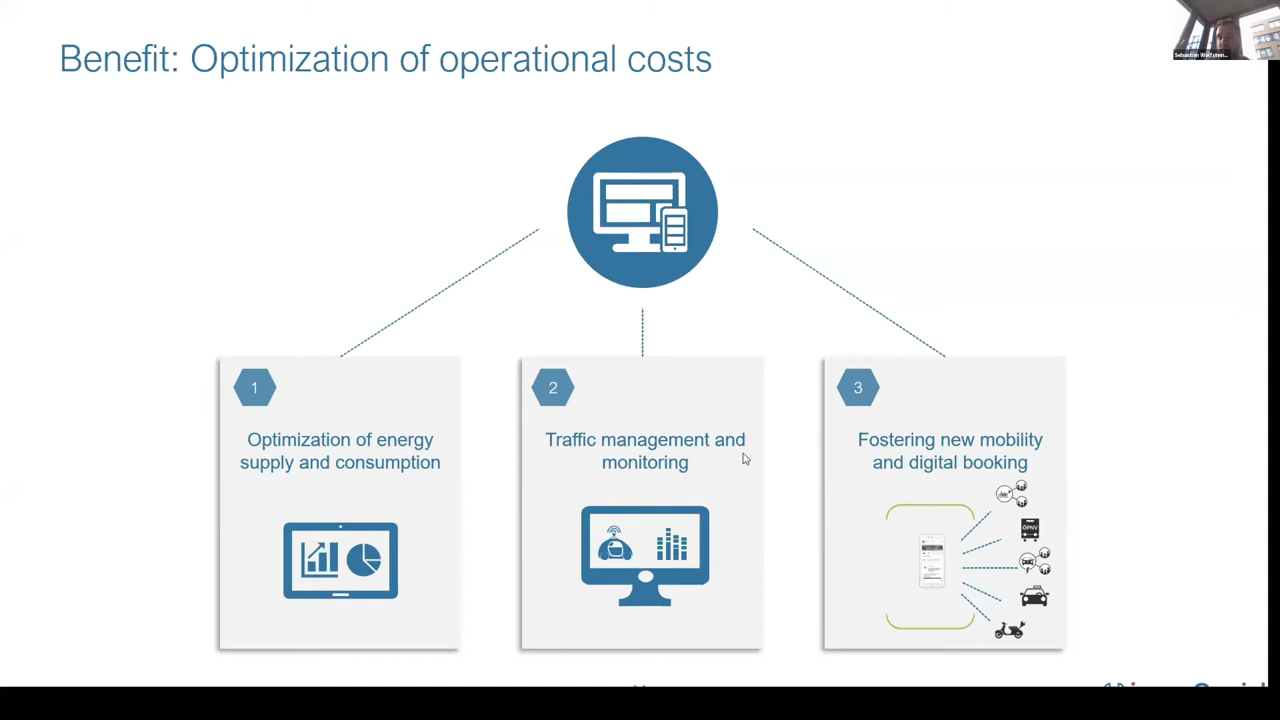 Benefit: Optimization of operational costs
1
Optimization of energy
supply and consumption
2
Traffic management and
monitoring
3
Fostering new mobility
and digital booking
ÖPNV